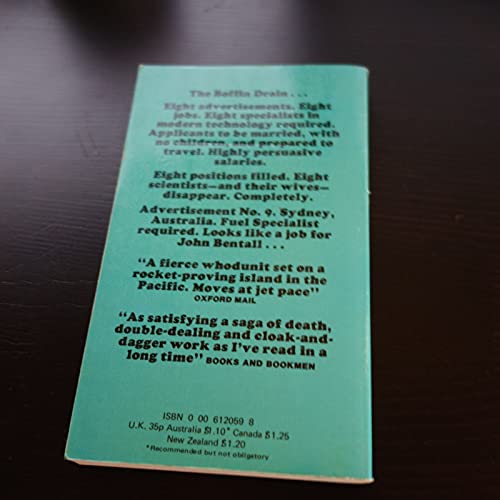 The Boffin Drain . . .
Eight advertisements. Eight
jobs. Eight specialists in
modern technology required.
Applicants to be married, with
no children, and prepared to
travel. Highly persuasive
salaries.
Eight positions filled. Eight
scientists—and their wives—
disappear. Completely.
Advertisement No. 9. Sydney,
Australia. Fuel Specialist
required. Looks like a job for
John Bentall . . .
“A fierce whodunit set on a
rocket-proving island in the
Pacific. Moves at jet pace”
OXFORD MAIL
“As satisfying a saga of death,
double-dealing and cloak-and-
dagger work as I’ve read in a
long time” BOOKS AND BOOKMEN
ISBN 0 00 612059 8
U.K. 35p Australia $1.10* Canada $1.25
New Zealand $1.20
*Recommended but not obligatory